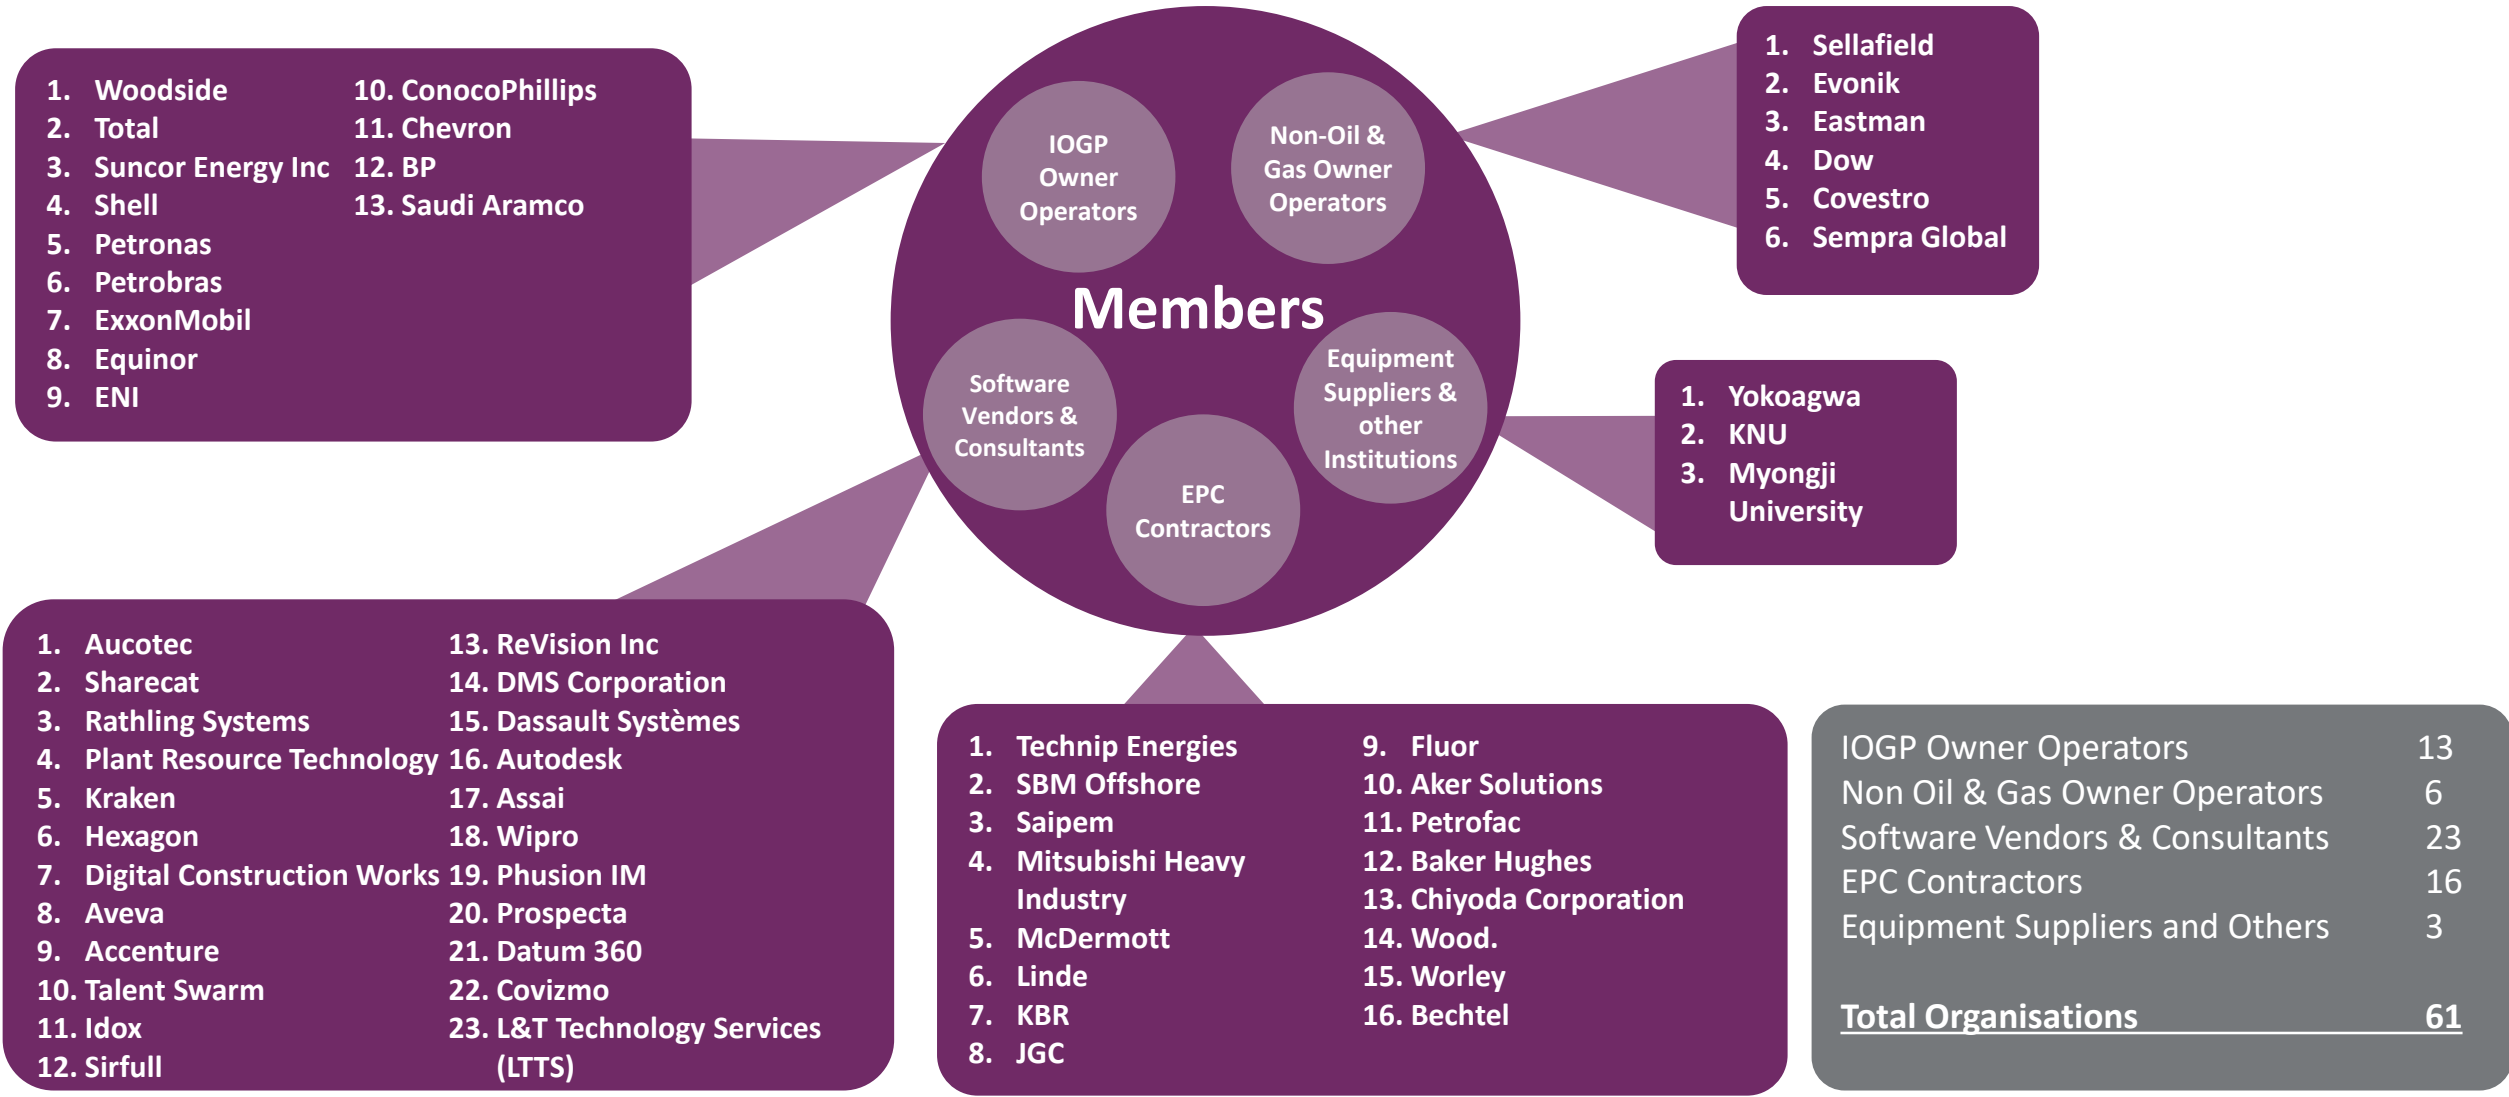 1. Woodside
2. Total
3. Suncor Energy Inc
4. Shell
5. Petronas
6. Petrobras
7. ExxonMobil
8. Equinor
9. ENI
10. ConocoPhillips
11. Chevron
12. BP
13. Saudi Aramco
IOGP
Owner
Operators
Non-Oil &
Gas Owner
Operators
Members
Software
Vendors &
Consultants
Equipment
Suppliers &
other
Institutions
EPC
Contractors
1. Sellafield
2. Evonik
3. Eastman
4. Dow
5. Covestro
6. Sempra Global
1. Yokoagwa
2. KNU
3. Myongji
University
1. Aucotec
2. Sharecat
3. Rathling Systems
4. Plant Resource Technology
5. Kraken
6. Hexagon
7. Digital Construction Works
8. Aveva
9. Accenture
10. Talent Swarm
11. Idox
12. Sirfull
13. ReVision Inc
14. DMS Corporation
15. Dassault Systèmes
16. Autodesk
17. Assai
18. Wipro
19. Phusion IM
20. Prospecta
21. Datum 360
22. Covizmo
23. L&T Technology Services
(LTTS)
1. Technip Energies
2. SBM Offshore
3. Saipem
4. Mitsubishi Heavy
Industry
5. McDermott
6. Linde
7. KBR
8. JGC
9. Fluor
10. Aker Solutions
11. Petrofac
12. Baker Hughes
13. Chiyoda Corporation
14. Wood.
15. Worley
16. Bechtel
IOGP Owner Operators 13
Non Oil & Gas Owner Operators 6
Software Vendors & Consultants 23
EPC Contractors 16
Equipment Suppliers and Others 3
Total Organisations 61